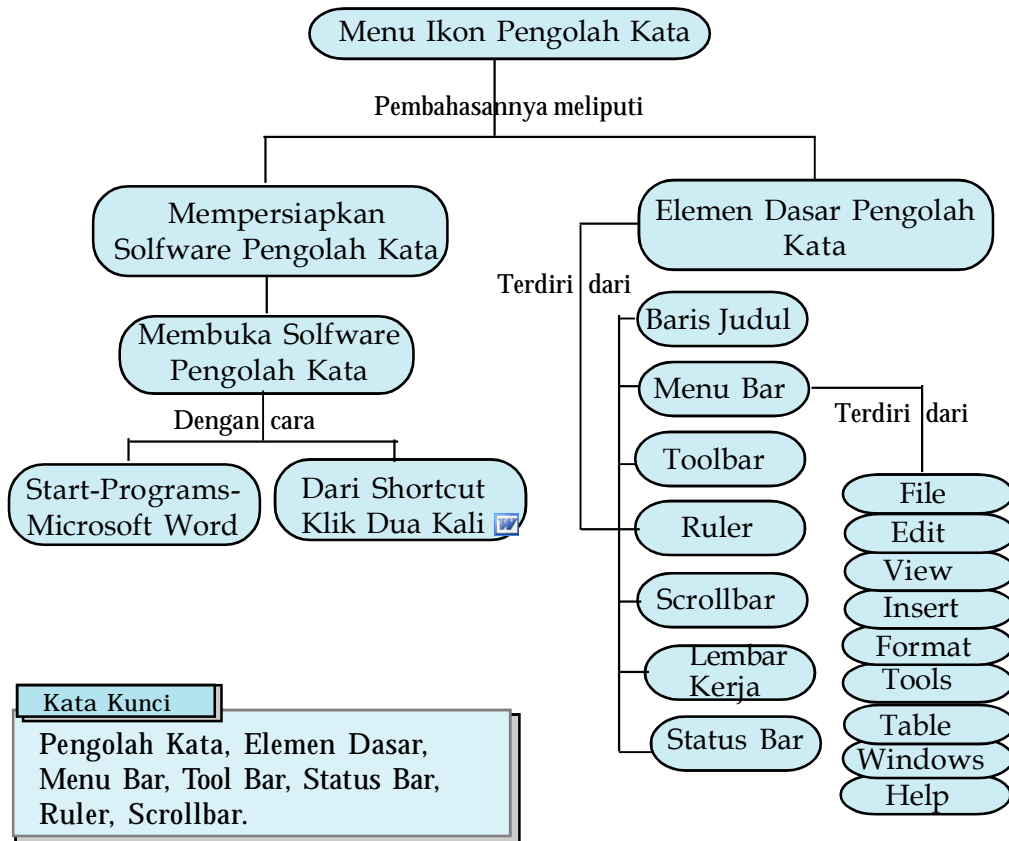 Menu Ikon Pengolah Kata
Pembahasannya meliputi
Mempersiapkan
Solfware Pengolah Kata
Membuka Solfware
Pengolah Kata
Dengan cara
Start-Programs-
Microsoft Word
Dari Shortcut
Klik Dua Kali W
Elemen Dasar Pengolah
Kata
Terdiri dari
Baris Judul
Menu Bar
Toolbar
Ruler
Scrollbar
Lembar
Kerja
Status Bar
Terdiri dari
File
Edit
View
Insert
Format
Tools
Table
Windows
Help
Kata Kunci
Pengolah Kata, Elemen Dasar,
Menu Bar, Tool Bar, Status Bar,
Ruler, Scrollbar.